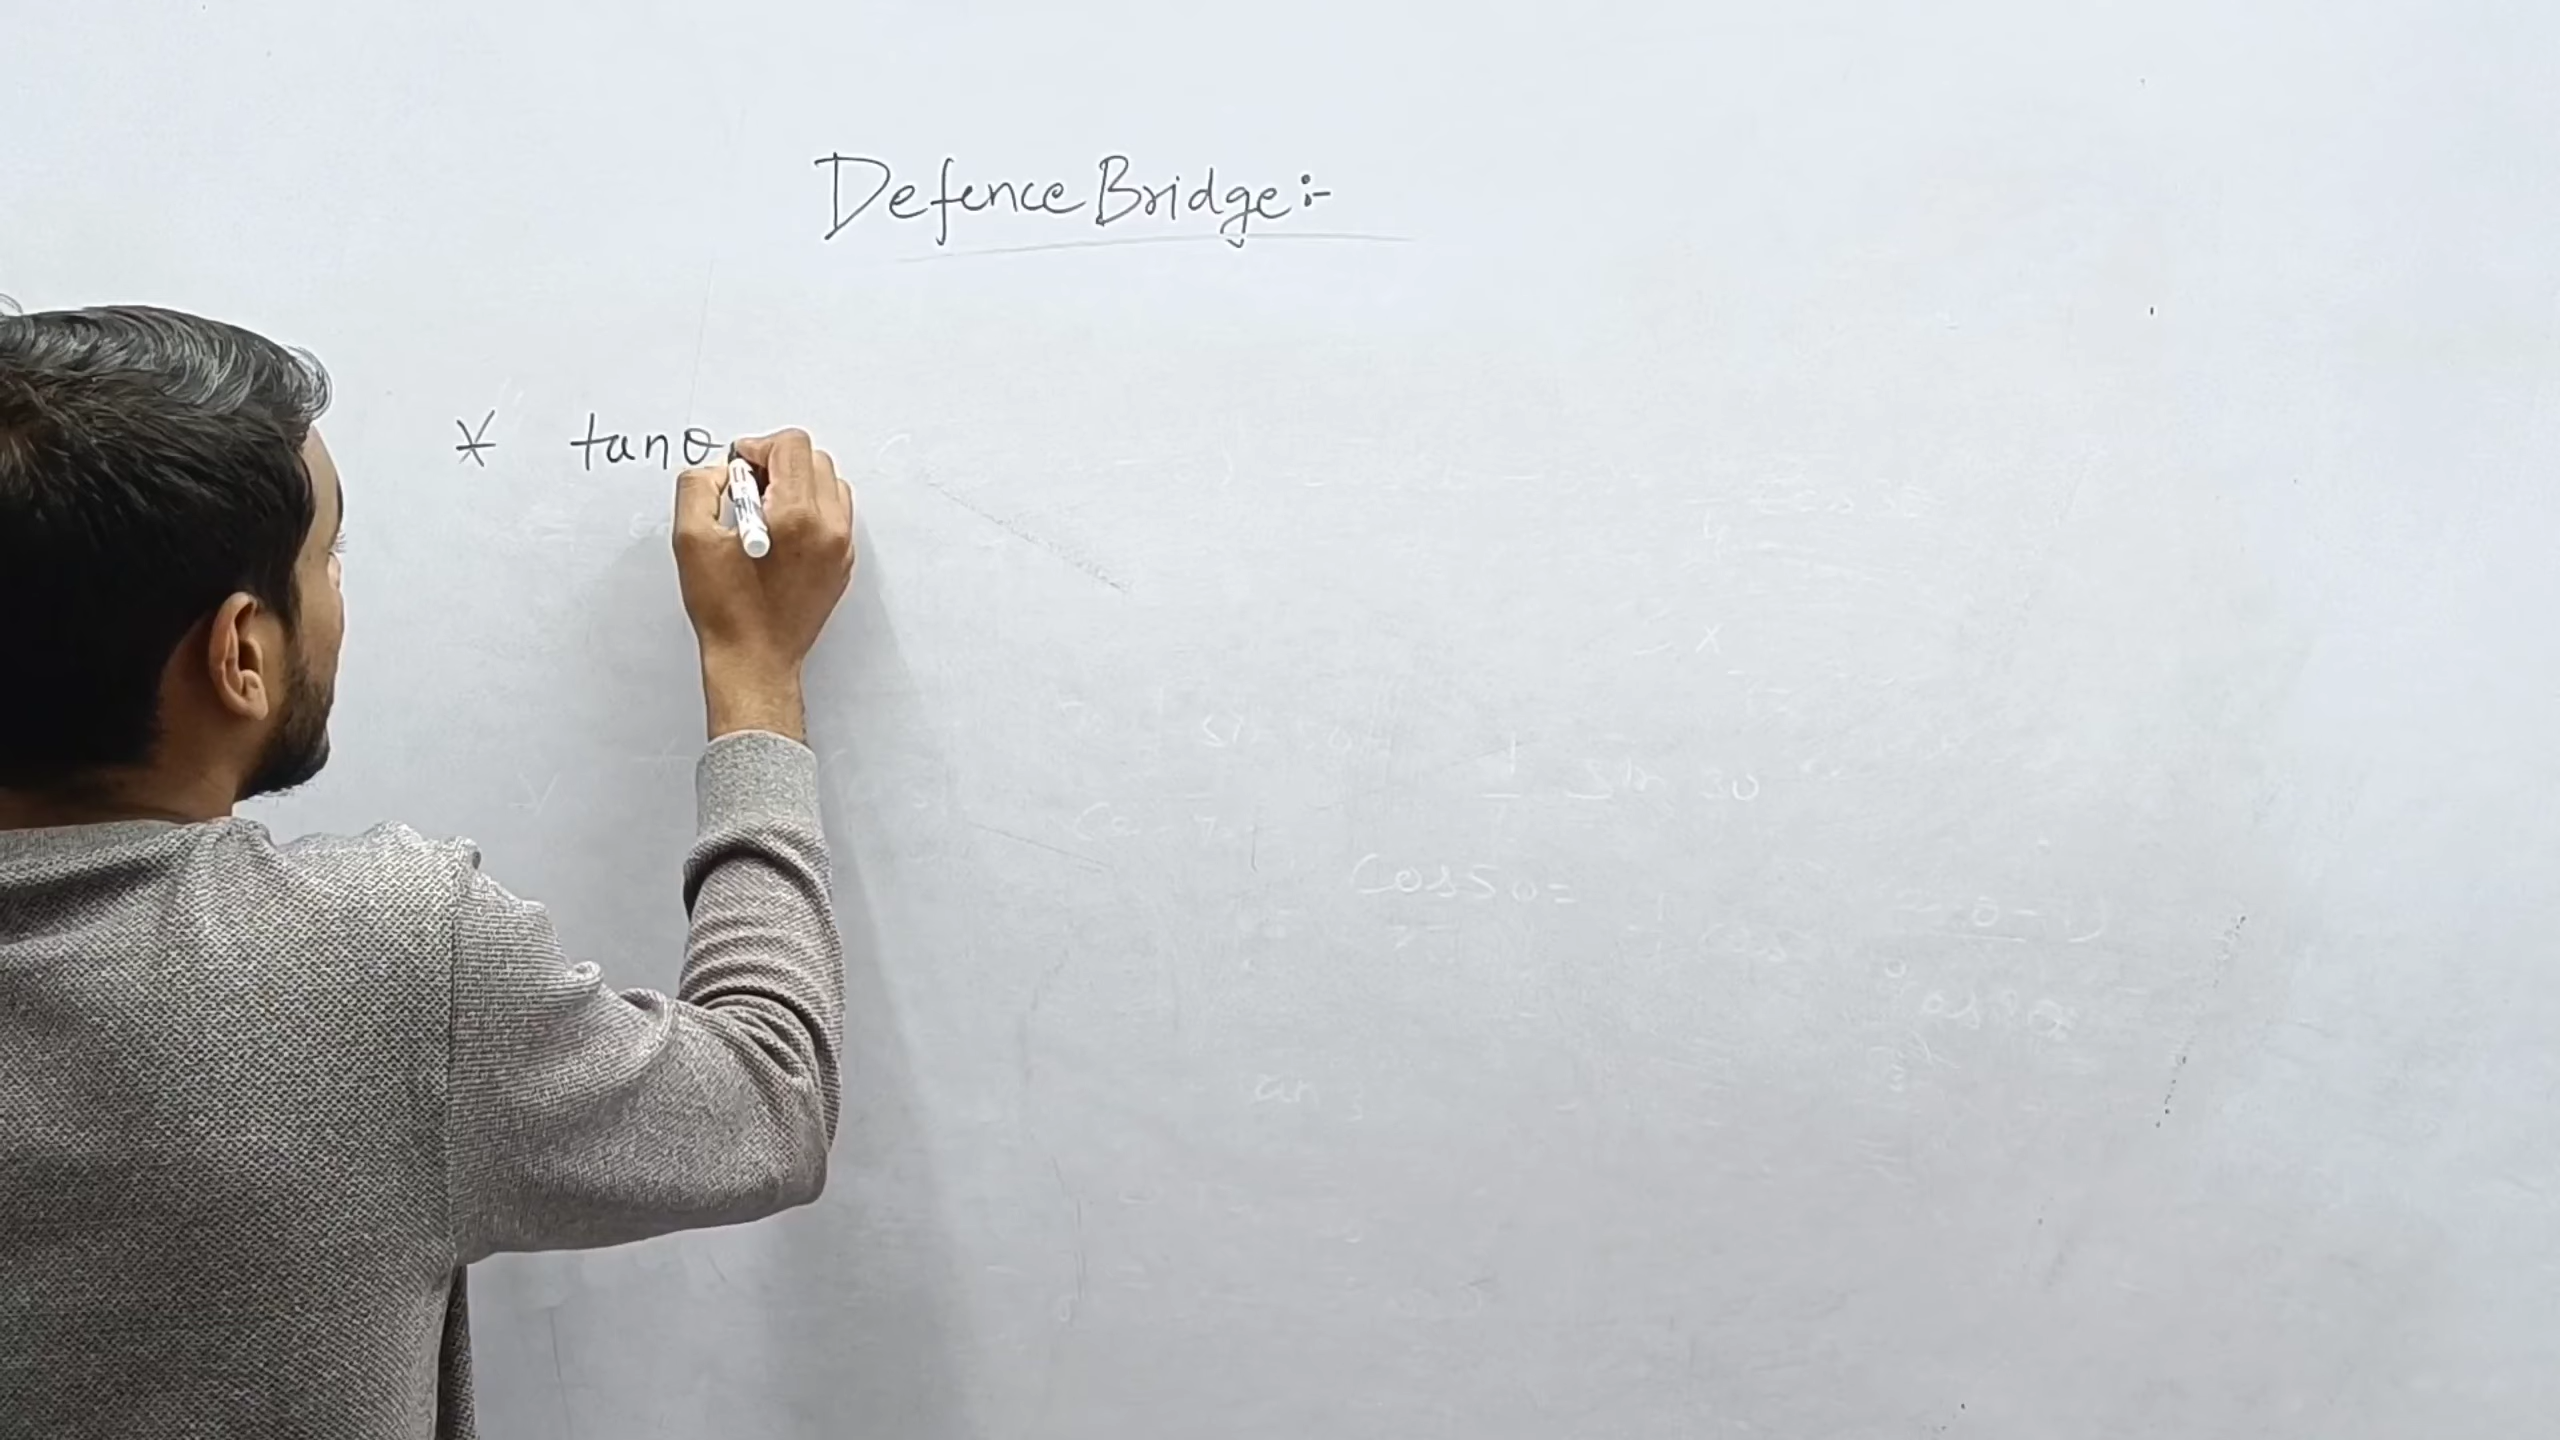 Defence Bridge :-
* tanθ